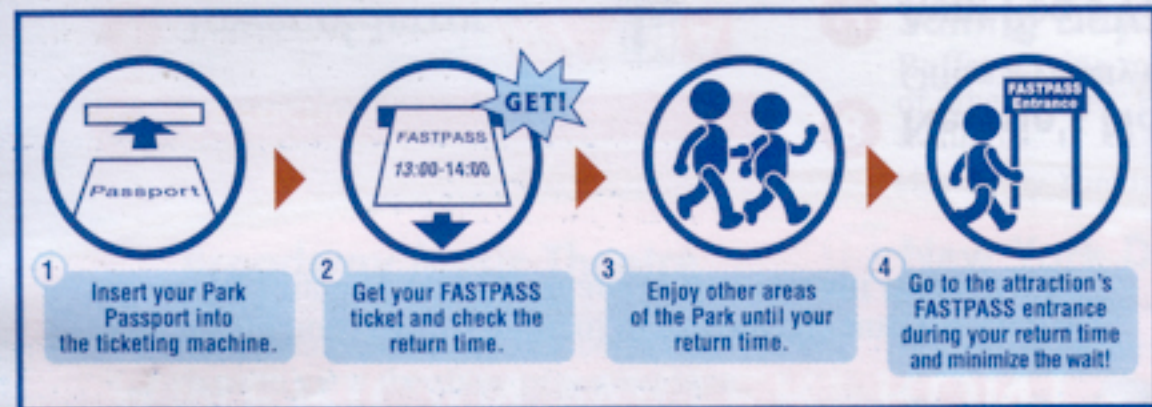 Passport
FASTPASS
13:00-14:00
GET!
FASTPASS
Entrance
1
Insert your Park
Passport into
the ticketing machine.
2
Get your FASTPASS
ticket and check the
return time.
3
Enjoy other areas
of the Park until your
return time.
4
Go to the attraction's
FASTPASS entrance
during your return time
and minimize the wait!